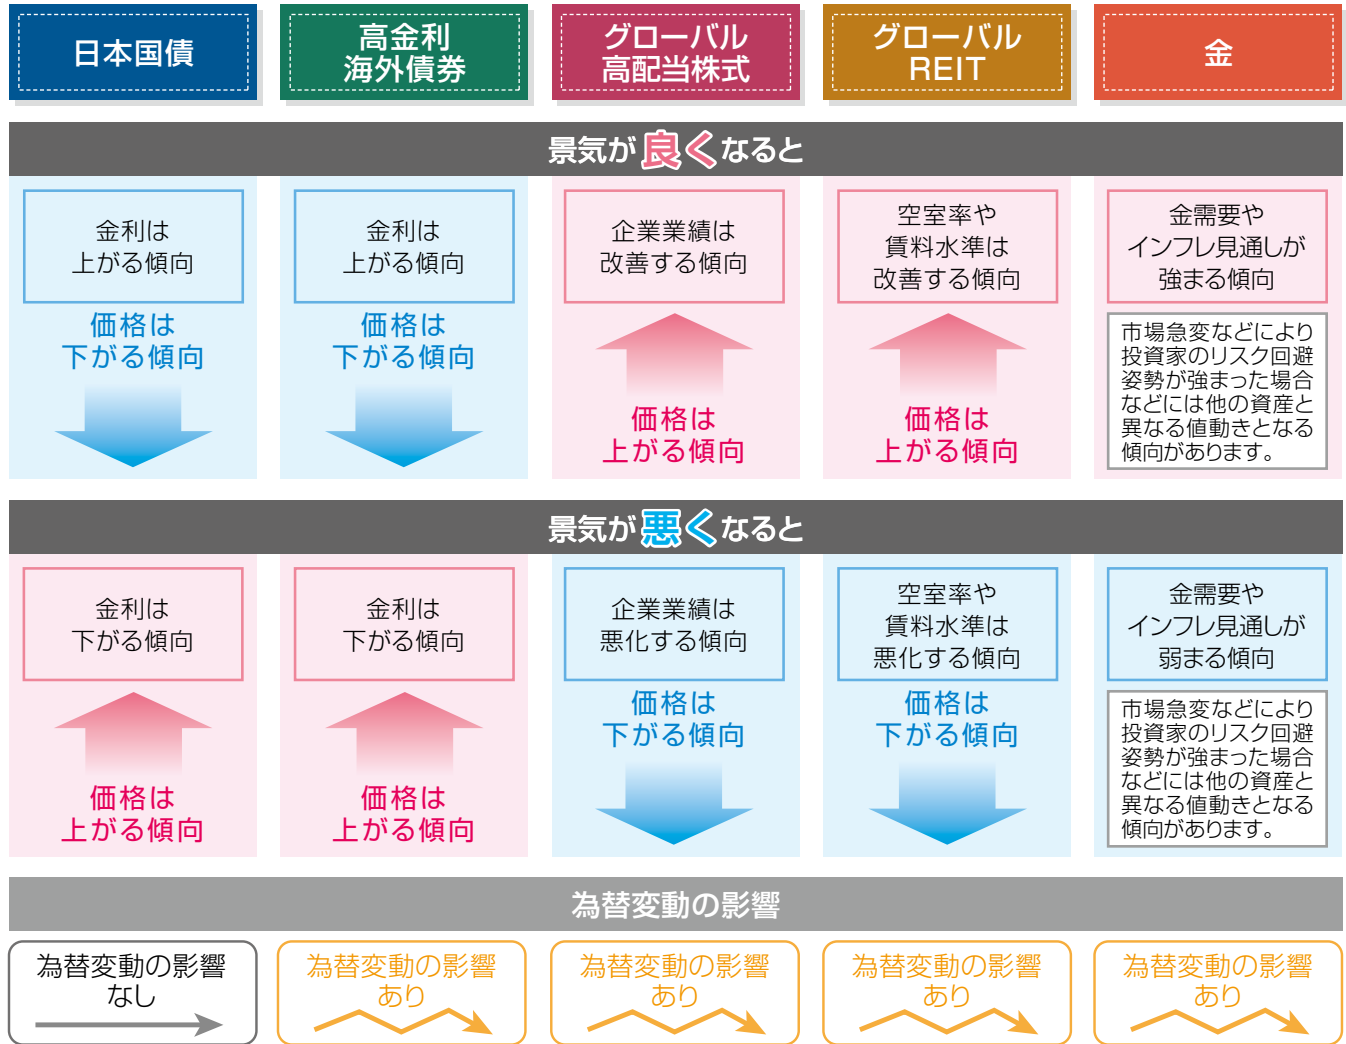 日本国債
高金利
海外債券
グローバル
高配当株式
グローバル
REIT
金
景気が良くなると
金利は
上がる傾向
価格は
下がる傾向
金利は
上がる傾向
価格は
下がる傾向
企業業績は
改善する傾向
価格は
上がる傾向
空室率や
賃料水準は
改善する傾向
価格は
上がる傾向
金需要や
インフレ見通しが
強まる傾向
市場急変などにより
投資家のリスク回避
姿勢が強まった場合
などには他の資産と
異なる値動きとなる
傾向があります。
景気が悪くなると
金利は
下がる傾向
価格は
上がる傾向
金利は
下がる傾向
価格は
上がる傾向
企業業績は
悪化する傾向
価格は
下がる傾向
空室率や
賃料水準は
悪化する傾向
価格は
下がる傾向
金需要や
インフレ見通しが
弱まる傾向
市場急変などにより
投資家のリスク回避
姿勢が強まった場合
などには他の資産と
異なる値動きとなる
傾向があります。
為替変動の影響
為替変動の影響
なし
為替変動の影響
あり
為替変動の影響
あり
為替変動の影響
あり
為替変動の影響
あり